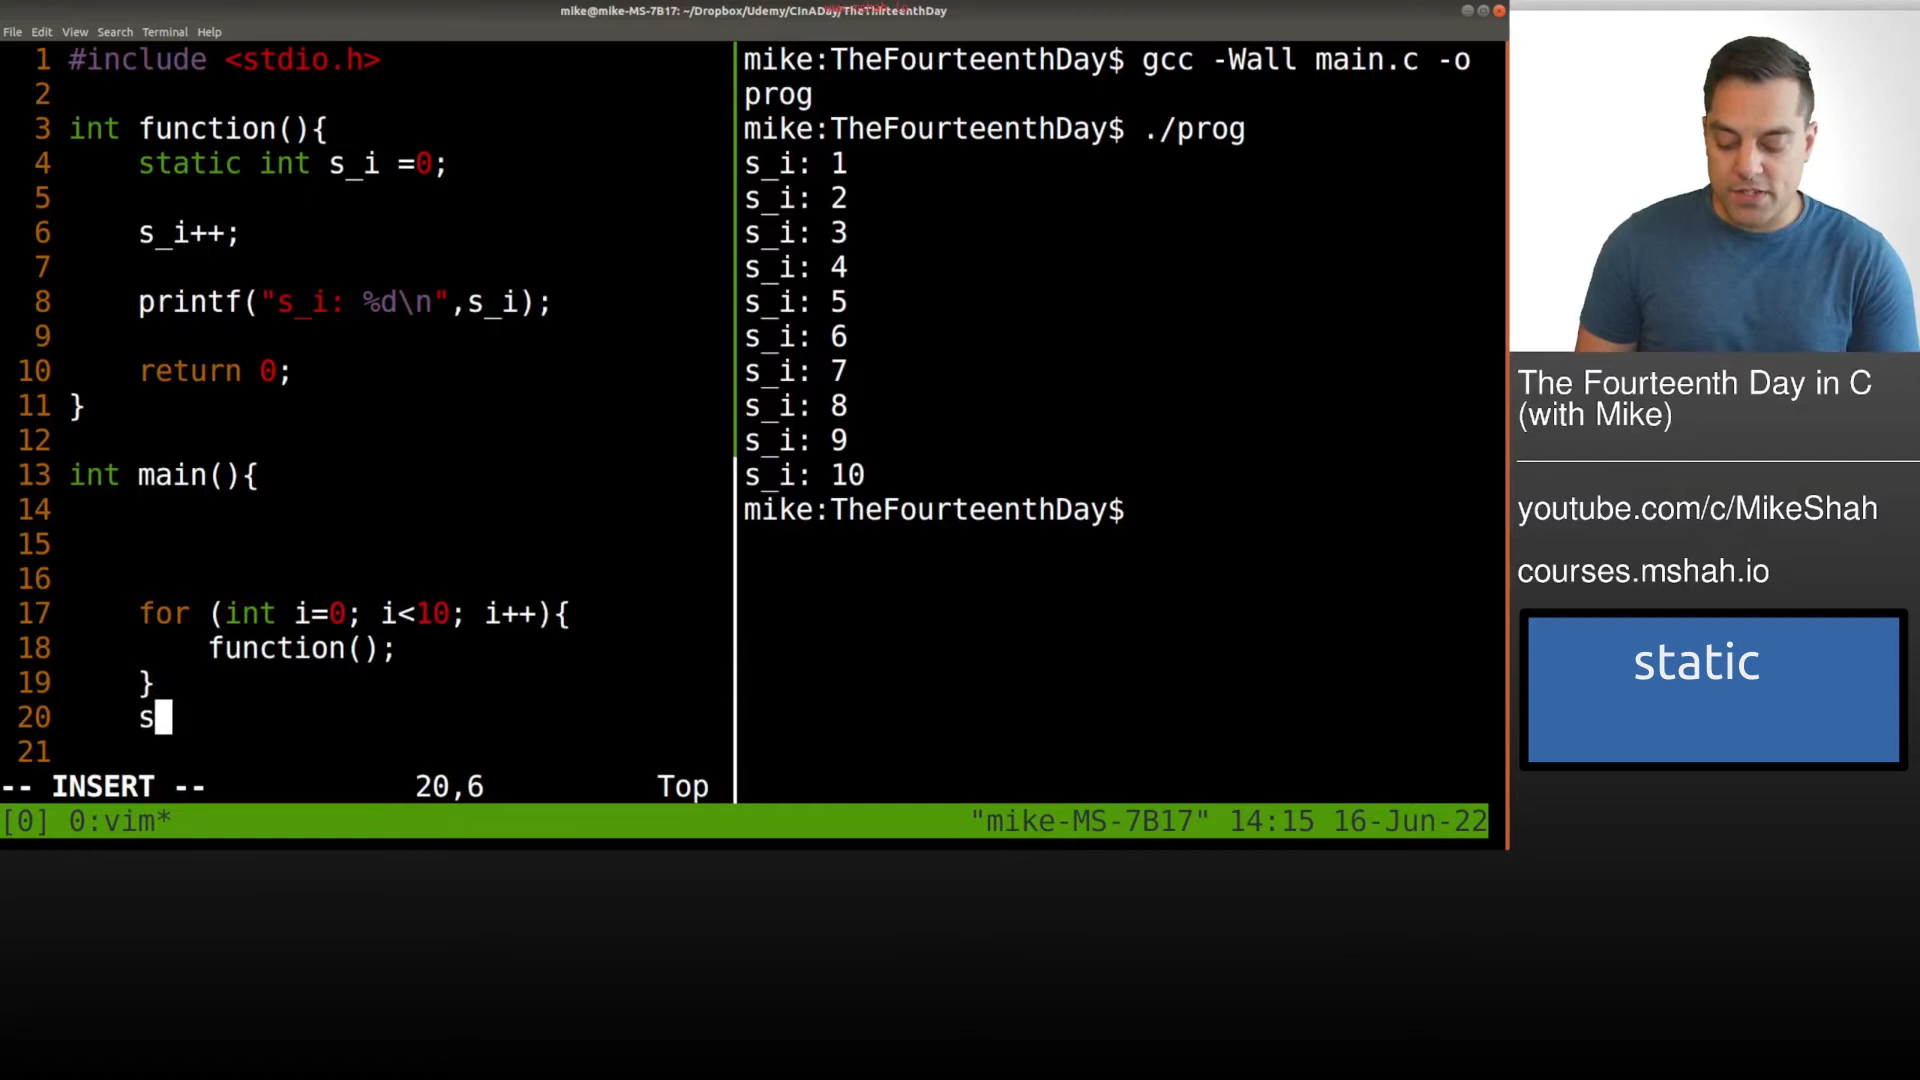 mike@mike-MS-7B17: ~/Dropbox/Udemy/CInADay/TheThirteenthDay
File Edit View Search Terminal Help
1 #include <stdio.h>
2
3 int function(){
4 static int s_i =0;
5
6 s_i++;
7
8 printf("s_i: %d\n",s_i);
9
10 return 0;
11 }
12
13 int main(){
14
15
16
17 for (int i=0; i<10; i++){
18 function();
19 }
20 s
21
-- INSERT -- 20,6 Top
mike:TheFourteenthDay$ gcc -Wall main.c -o
prog
mike:TheFourteenthDay$ ./prog
s_i: 1
s_i: 2
s_i: 3
s_i: 4
s_i: 5
s_i: 6
s_i: 7
s_i: 8
s_i: 9
s_i: 10
mike:TheFourteenthDay$
[0] 0:vim* "mike-MS-7B17" 14:15 16-Jun-22
The Fourteenth Day in C
(with Mike)
youtube.com/c/MikeShah
courses.mshah.io
static